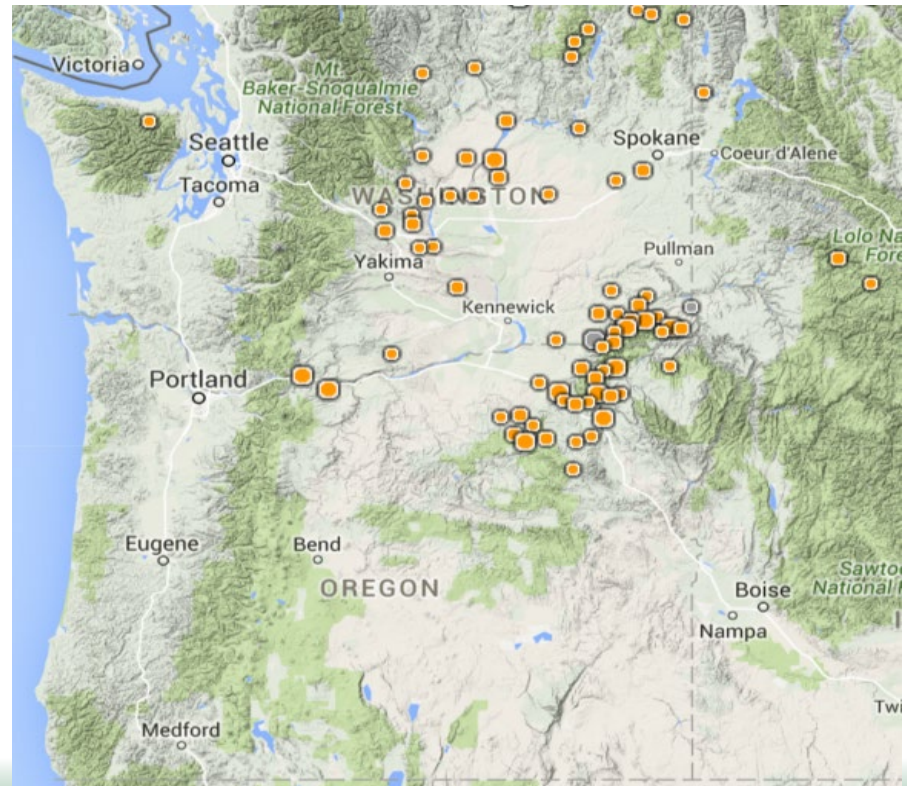 Victoria
Mt.
Baker-Snoqualmie
National Forest
Seattle
Spokane
Coeur d'Alene
Tacoma
WASHINGTON
Pullman
Lolo Na
Fore
Yakima
Kennewick
Portland
Eugene
Bend
OREGON
Sawtoo
National F
Boise
Nampa
Twi
Medford